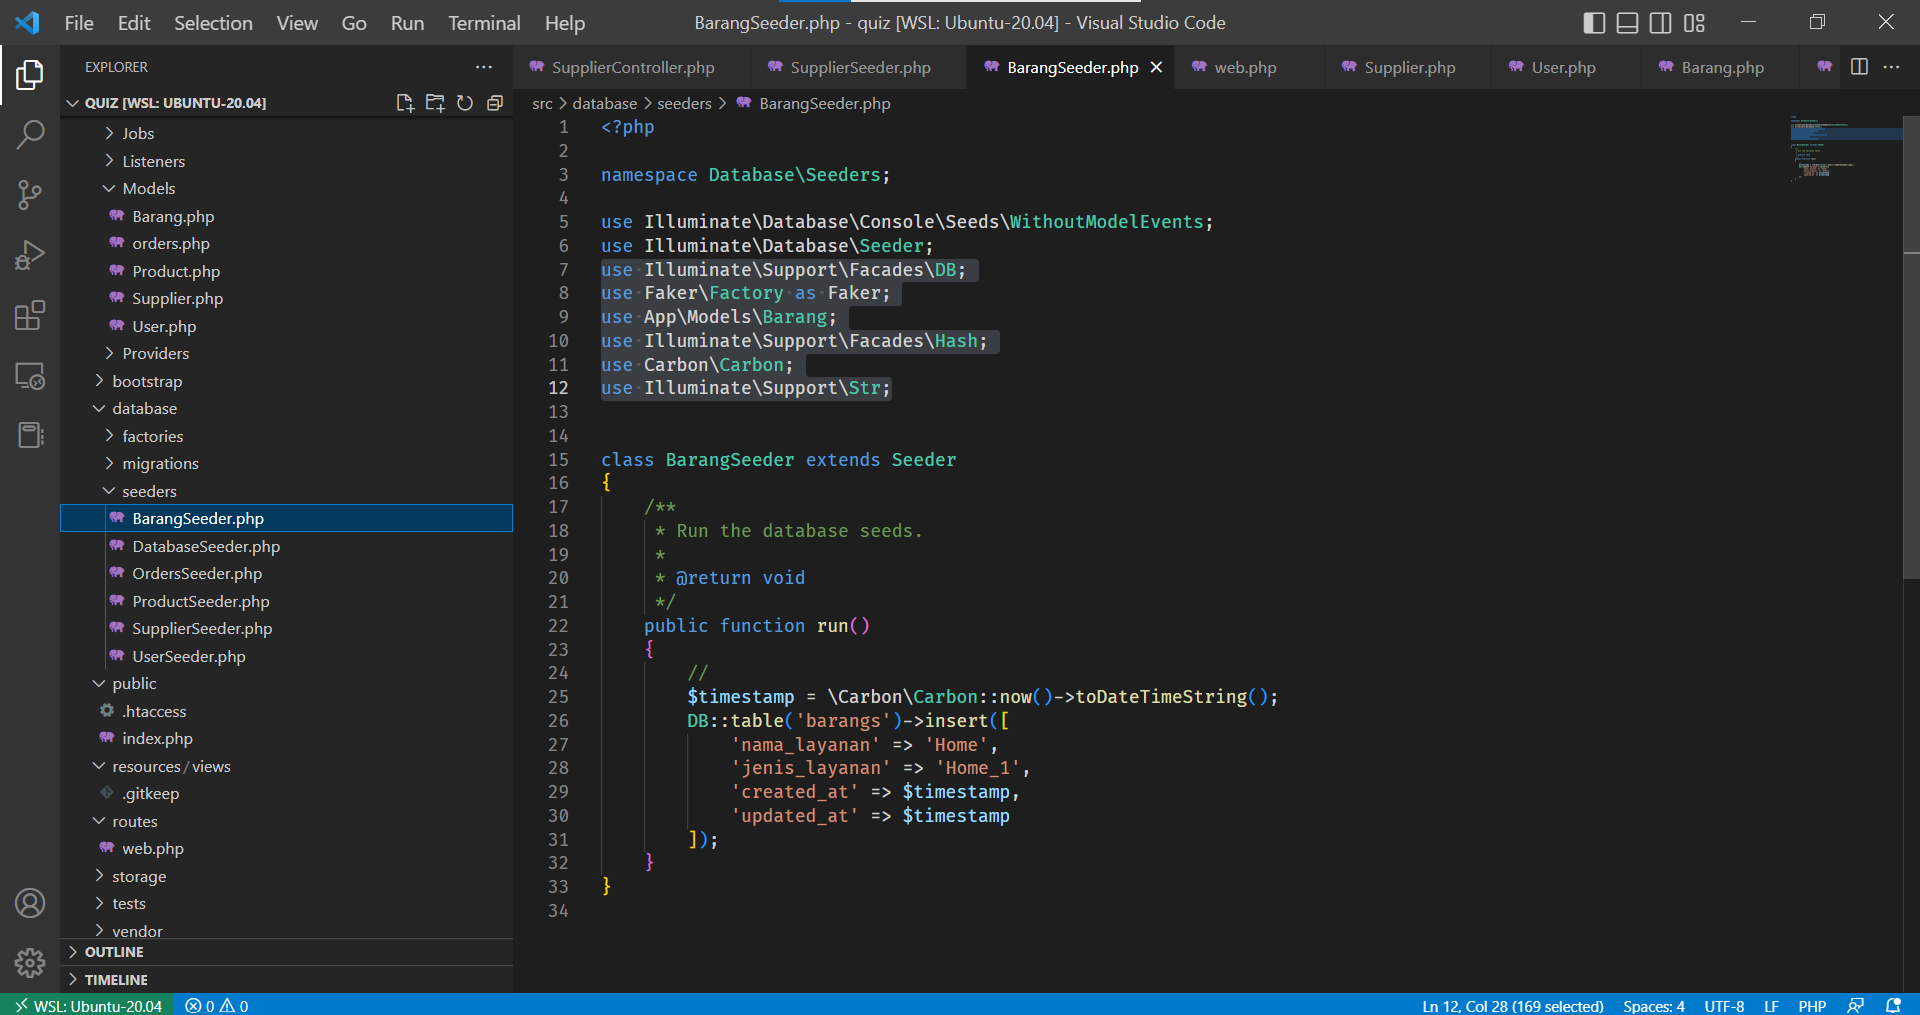 File Edit Selection View Go Run Terminal Help BarangSeeder.php - quiz [WSL: Ubuntu-20.04] - Visual Studio Code
EXPLORER
QUIZ [WSL: UBUNTU-20.04]
Jobs
Listeners
Models
Barang.php
orders.php
Product.php
Supplier.php
User.php
Providers
bootstrap
database
factories
migrations
seeders
BarangSeeder.php
DatabaseSeeder.php
OrdersSeeder.php
ProductSeeder.php
SupplierSeeder.php
UserSeeder.php
public
.htaccess
index.php
resources/views
.gitkeep
routes
web.php
storage
tests
vendor
OUTLINE
TIMELINE
SupplierController.php SupplierSeeder.php BarangSeeder.php web.php Supplier.php User.php Barang.php
src > database > seeders > BarangSeeder.php
1 <?php
2
3 namespace Database\Seeders;
4
5 use Illuminate\Database\Console\Seeds\WithoutModelEvents;
6 use Illuminate\Database\Seeder;
7 use Illuminate\Support\Facades\DB;
8 use Faker\Factory as Faker;
9 use App\Models\Barang;
10 use Illuminate\Support\Facades\Hash;
11 use Carbon\Carbon;
12 use Illuminate\Support\Str;
13
14
15 class BarangSeeder extends Seeder
16 {
17 /**
18 * Run the database seeds.
19 *
20 * @return void
21 */
22 public function run()
23 {
24 //
25 $timestamp = \Carbon\Carbon::now()->toDateTimeString();
26 DB::table('barangs')->insert([
27 'nama_layanan' => 'Home',
28 'jenis_layanan' => 'Home_1',
29 'created_at' => $timestamp,
30 'updated_at' => $timestamp
31 ]);
32 }
33 }
34
WSL: Ubuntu-20.04 0 0 Ln 12, Col 28 (169 selected) Spaces: 4 UTF-8 LF PHP